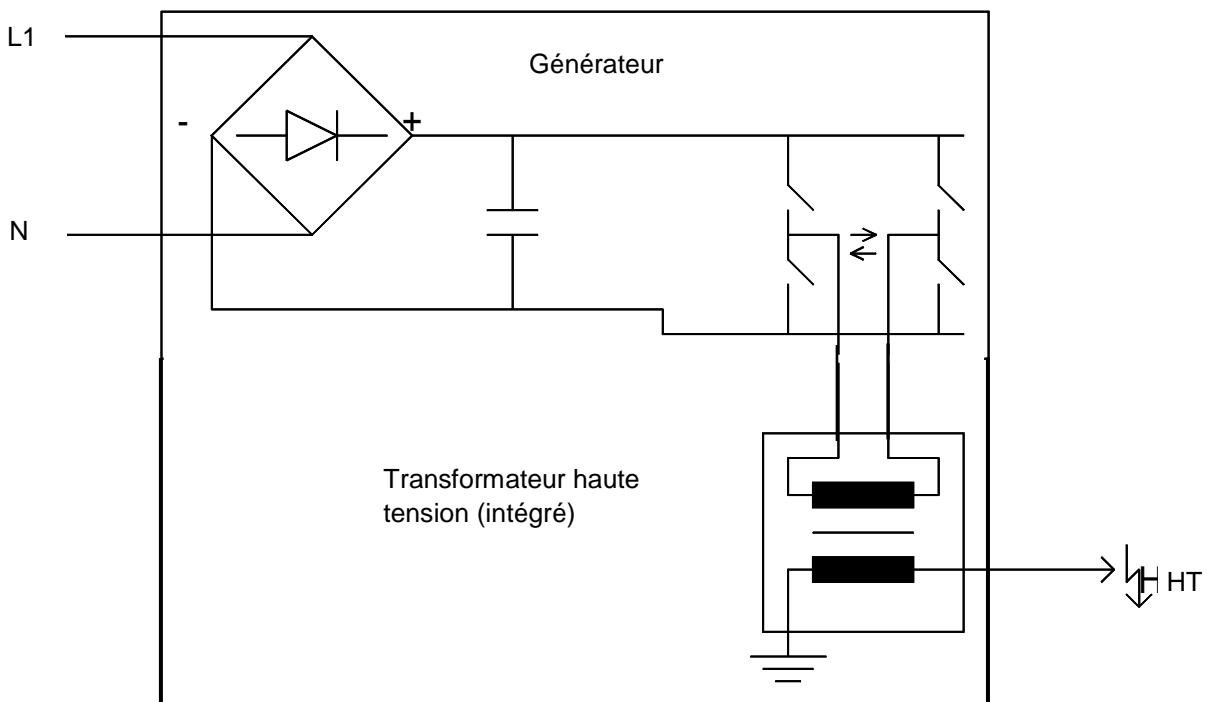 L1
Générateur
- +
N
Transformateur haute
tension (intégré)
H HT